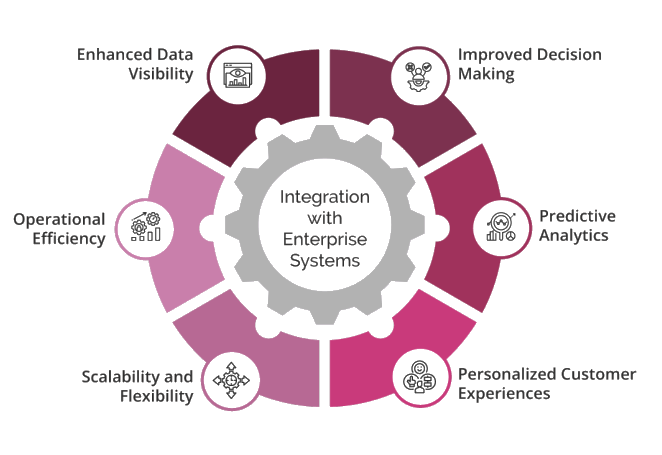 Enhanced Data
Visibility
Improved Decision
Making
Operational
Efficiency
Integration
with
Enterprise
Systems
Predictive
Analytics
Scalability and
Flexibility
Personalized Customer
Experiences